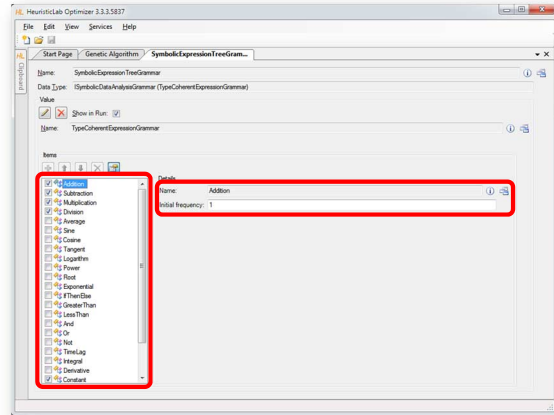 HL HeuristicLab Optimizer 3.3.3.5837
File Edit View Services Help
Start Page Genetic Algorithm SymbolicExpressionTreeGram...
HL Clipboard
Name: SymbolicExpressionTreeGrammar
Data Type: ISymbolicDataAnalysisGrammar (TypeCoherentExpressionGrammar)
Value
Show in Run:
Name: TypeCoherentExpressionGrammar
Items
Details
Addition
Subtraction
Multiplication
Division
Average
Sine
Cosine
Tangent
Logarithm
Power
Root
Exponential
IfThenElse
GreaterThan
LessThan
And
Or
Not
TimeLag
Integral
Derivative
Constant
Name: Addition
Initial frequency: 1